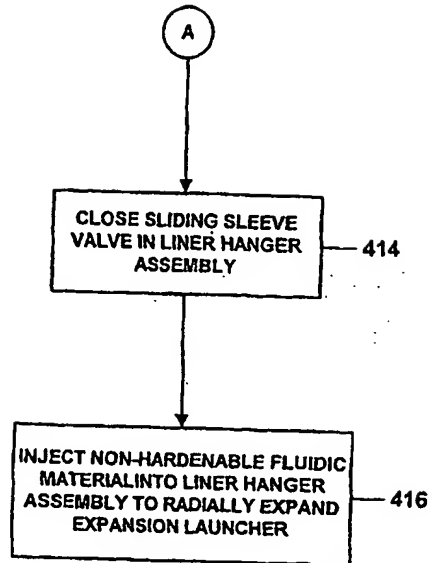 A
CLOSE SLIDING SLEEVE
VALVE IN LINER HANGER
ASSEMBLY
414
INJECT NON-HARDENABLE FLUIDIC
MATERIALINTO LINER HANGER
ASSEMBLY TO RADIALLY EXPAND
EXPANSION LAUNCHER
416